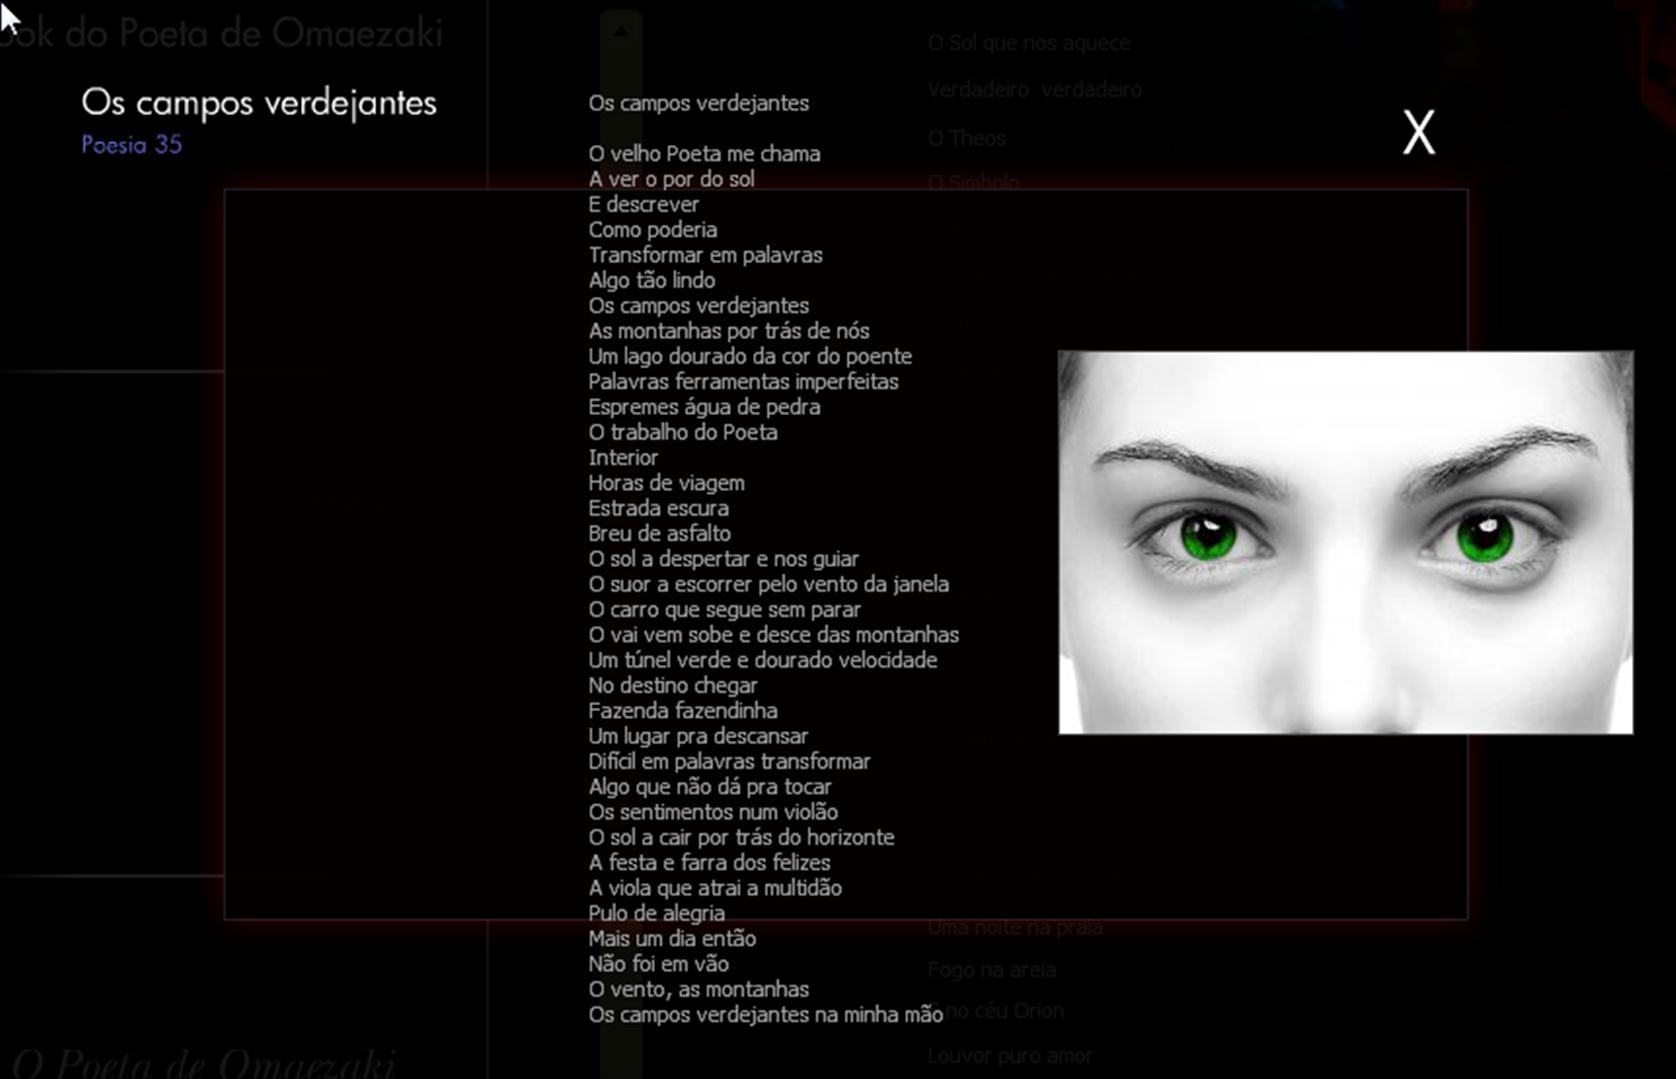 ook do Poeta de Omaezaki
Os campos verdejantes
Poesia 35
X
Os campos verdejantes
O velho Poeta me chama
A ver o por do sol
E descrever
Como poderia
Transformar em palavras
Algo tão lindo
Os campos verdejantes
As montanhas por trás de nós
Um lago dourado da cor do poente
Palavras ferramentas imperfeitas
Espremes água de pedra
O trabalho do Poeta
Interior
Horas de viagem
Estrada escura
Breu de asfalto
O sol a despertar e nos guiar
O suor a escorrer pelo vento da janela
O carro que segue sem parar
O vai vem sobe e desce das montanhas
Um túnel verde e dourado velocidade
No destino chegar
Fazenda fazendinha
Um lugar pra descansar
Difícil em palavras transformar
Algo que não dá pra tocar
Os sentimentos num violão
O sol a cair por trás do horizonte
A festa e farra dos felizes
A viola que atrai a multidão
Pulo de alegria
Mais um dia então
Não foi em vão
O vento, as montanhas
Os campos verdejantes na minha mão
O Sol que nos aquece
Verdadeiro verdadeiro
O Theos
O Simbolo
Uma noite na praia
Fogo na areia
no céu Orion
Louvor puro amor
O Poeta de Omaezaki